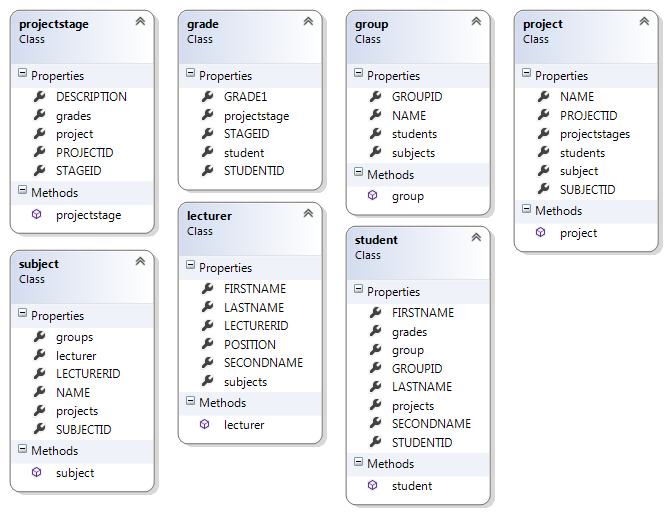 projectstage
Class
Properties
DESCRIPTION
grades
project
PROJECTID
STAGEID
Methods
projectstage
grade
Class
Properties
GRADE1
projectstage
STAGEID
student
STUDENTID
group
Class
Properties
GROUPID
NAME
students
subjects
Methods
group
project
Class
Properties
NAME
PROJECTID
projectstages
students
subject
SUBJECTID
Methods
project
subject
Class
Properties
groups
lecturer
LECTURERID
NAME
projects
SUBJECTID
Methods
subject
lecturer
Class
Properties
FIRSTNAME
LASTNAME
LECTURERID
POSITION
SECONDNAME
subjects
Methods
lecturer
student
Class
Properties
FIRSTNAME
grades
group
GROUPID
LASTNAME
projects
SECONDNAME
STUDENTID
Methods
student